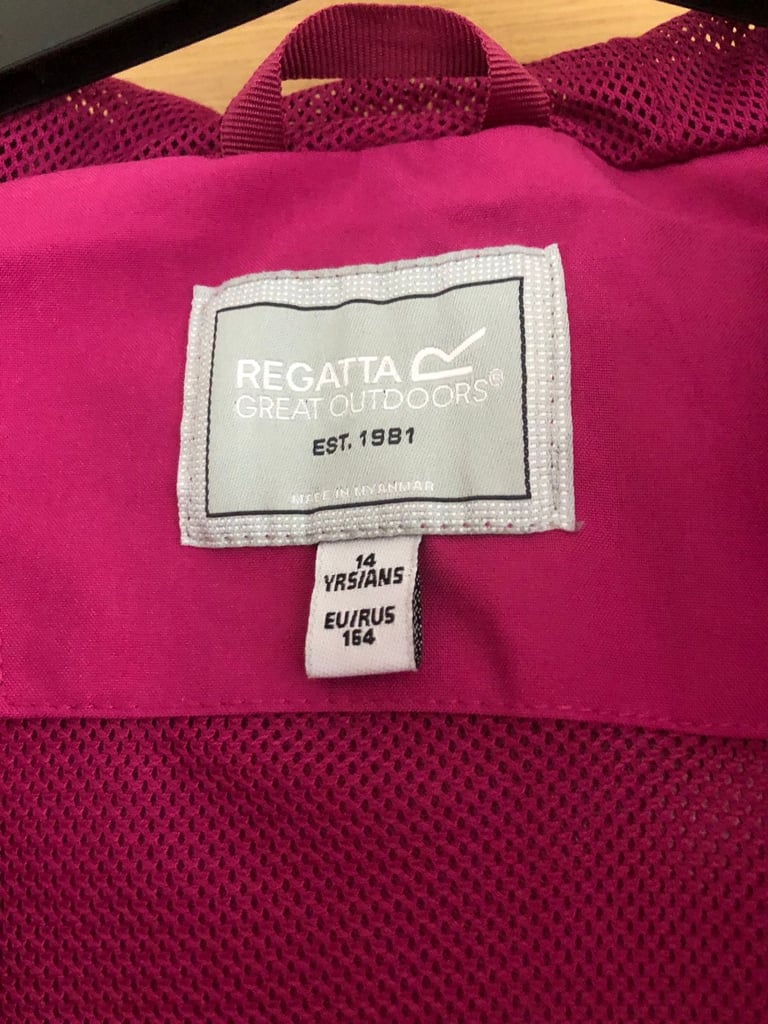 REGATTA
GREAT OUTDOORS®
EST. 1981
MADE IN MYANMAR
14
YRS/ANS
EU/RUS
164